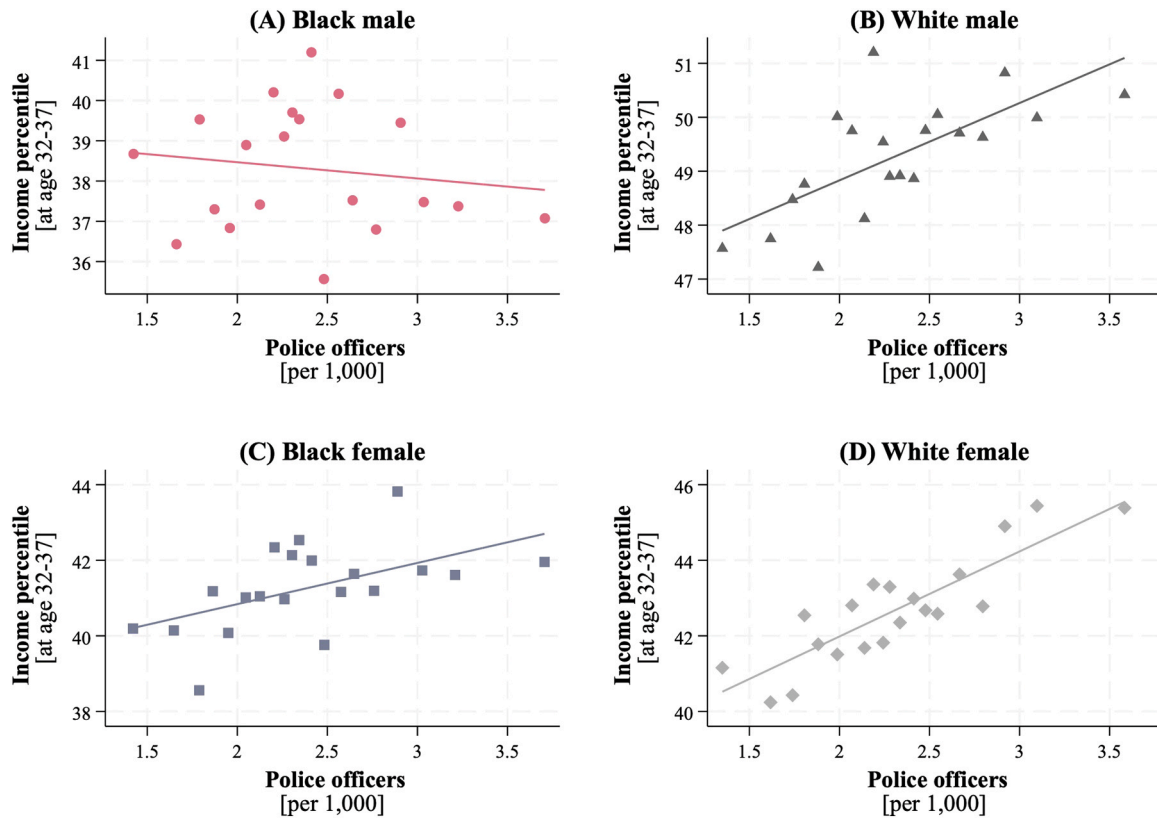 (A) Black male
Income percentile
[at age 32-37]
41
40
39
38
37
36
1.5 2 2.5 3 3.5
Police officers
[per 1,000]
(B) White male
Income percentile
[at age 32-37]
51
50
49
48
47
1.5 2 2.5 3 3.5
Police officers
[per 1,000]
(C) Black female
Income percentile
[at age 32-37]
44
42
40
38
1.5 2 2.5 3 3.5
Police officers
[per 1,000]
(D) White female
Income percentile
[at age 32-37]
46
44
42
40
1.5 2 2.5 3 3.5
Police officers
[per 1,000]